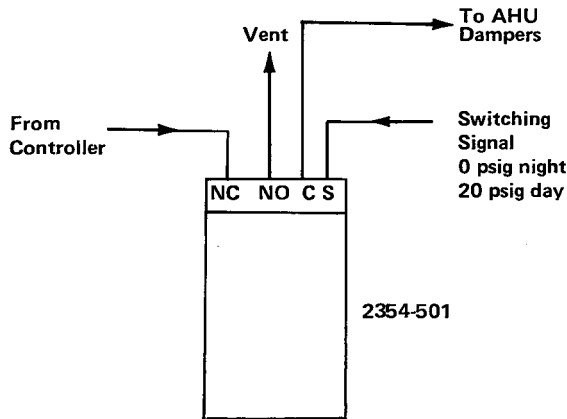 To AHU
Dampers
Vent
From
Controller
Switching
Signal
0 psig night
20 psig day
NC NO C S
2354-501